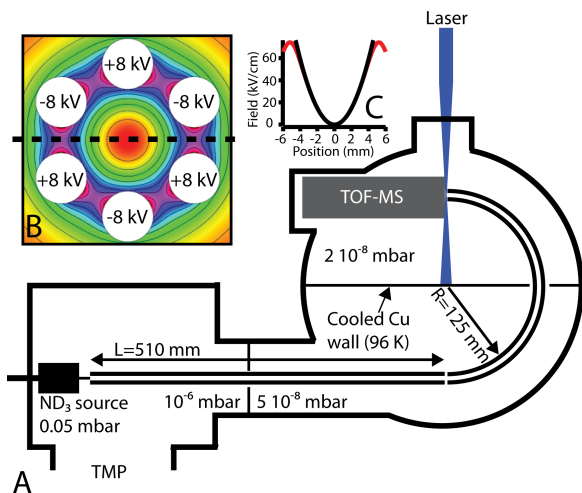 Laser
+8 kV
-8 kV
-8 kV
+8 kV
+8 kV
-8 kV
B
Field (kV/cm)
60
40
20
0
-6 -4 -2 0 2 4 6
Position (mm)
C
TOF-MS
2 10⁻⁸ mbar
Cooled Cu
wall (96 K)
R=125 mm
L=510 mm
ND₃ source
0.05 mbar
10⁻⁶ mbar
5 10⁻⁸ mbar
TMP
A